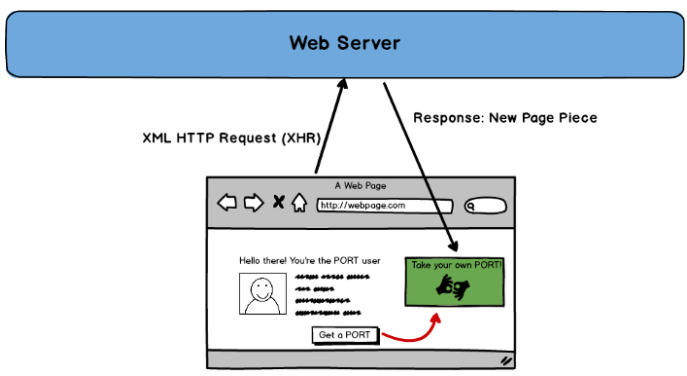 Web Server
Response: New Page Piece
XML HTTP Request (XHR)
A Web Page
http://webpage.com
Hello there! You're the PORT user
Take your own PORT!
Get a PORT